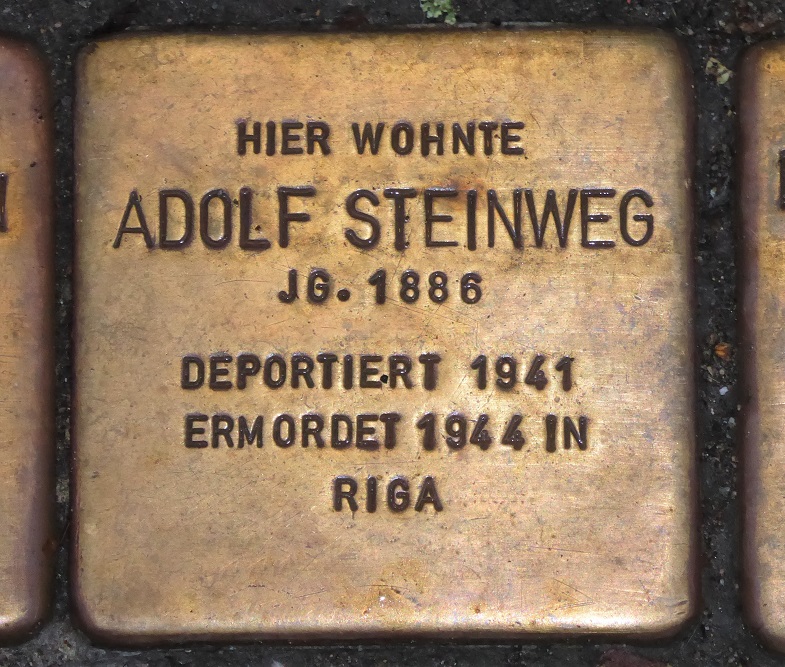 HIER WOHNTE
ADOLF STEINWEG
JG. 1886
DEPORTIERT 1941
ERMORDET 1944 IN
RIGA